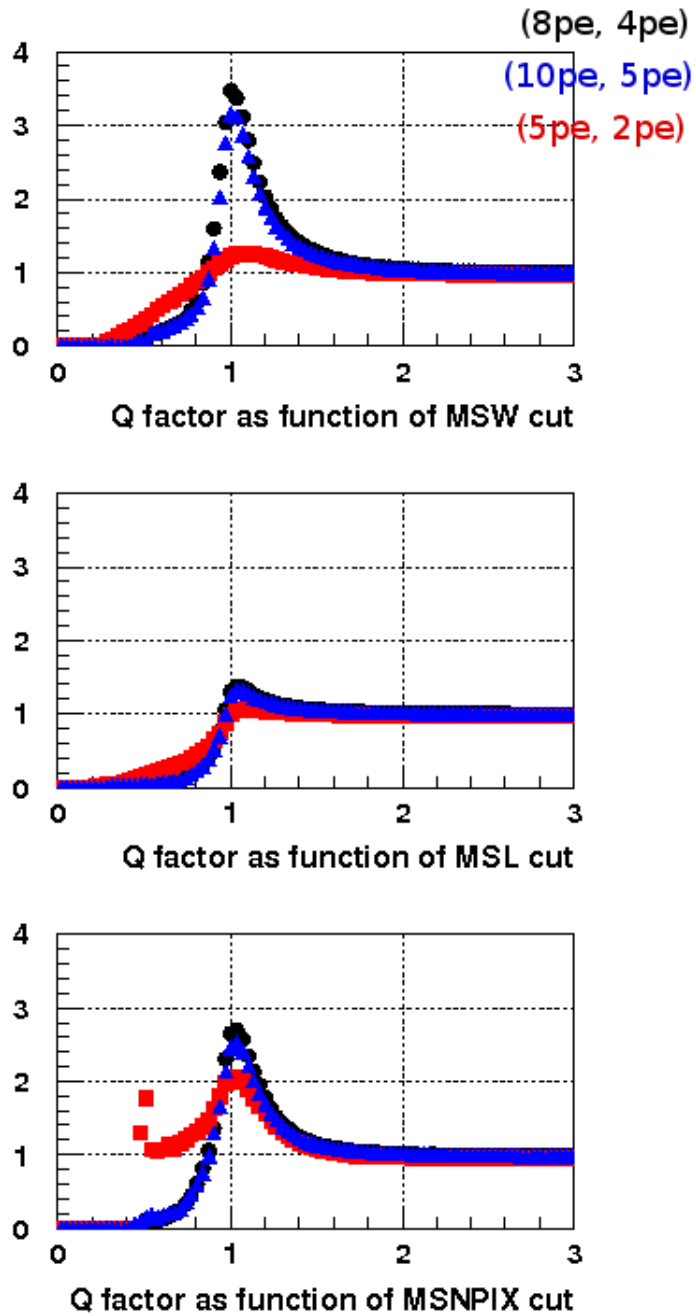 (8pe, 4pe)
(10pe, 5pe)
(5pe, 2pe)
4
3
2
1
0
0 1 2 3
Q factor as function of MSW cut
4
3
2
1
0
0 1 2 3
Q factor as function of MSL cut
4
3
2
1
0
0 1 2 3
Q factor as function of MSNPIX cut